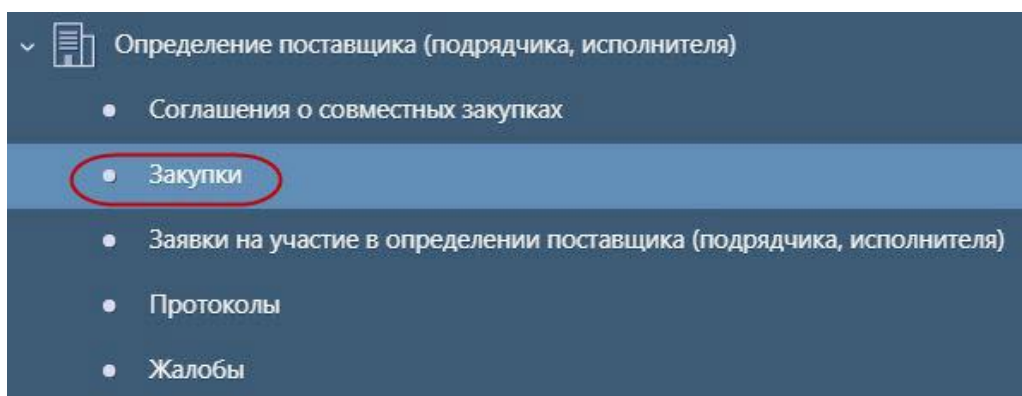 Определение поставщика (подрядчика, исполнителя)
Соглашения о совместных закупках
Закупки
Заявки на участие в определении поставщика (подрядчика, исполнителя)
Протоколы
Жалобы